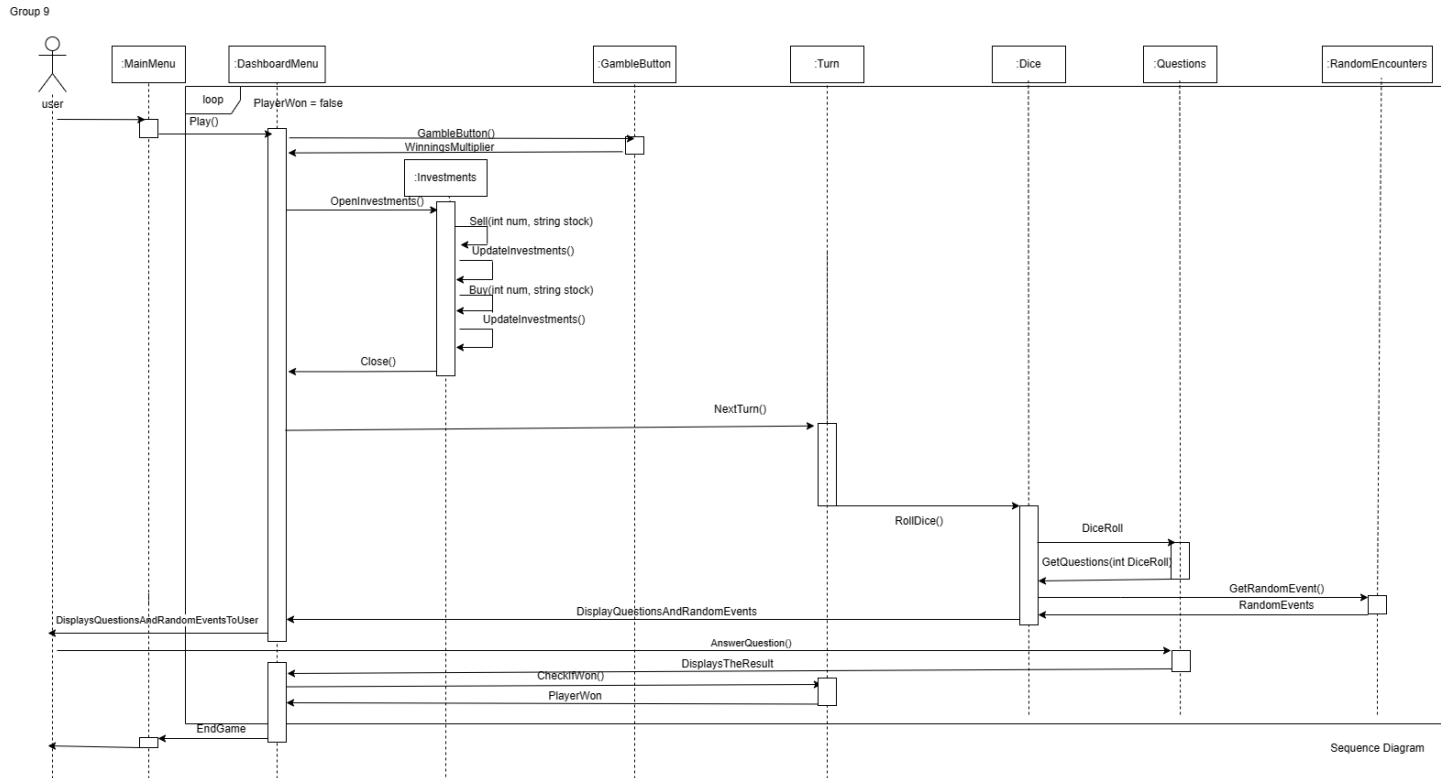 Group 9
:MainMenu
:DashboardMenu
:GambleButton
:Turn
:Dice
:Questions
:RandomEncounters
user
loop
PlayerWon = false
Play()
GambleButton()
WinningsMultiplier
:Investments
OpenInvestments()
Sell(int num, string stock)
UpdateInvestments()
Buy(int num, string stock)
UpdateInvestments()
Close()
NextTurn()
RollDice()
DiceRoll
GetQuestions(int DiceRoll)
GetRandomEvent()
RandomEvents
DisplayQuestionsAndRandomEvents
DisplaysQuestionsAndRandomEventsToUser
AnswerQuestion()
DisplaysTheResult
CheckIfWon()
PlayerWon
EndGame
Sequence Diagram